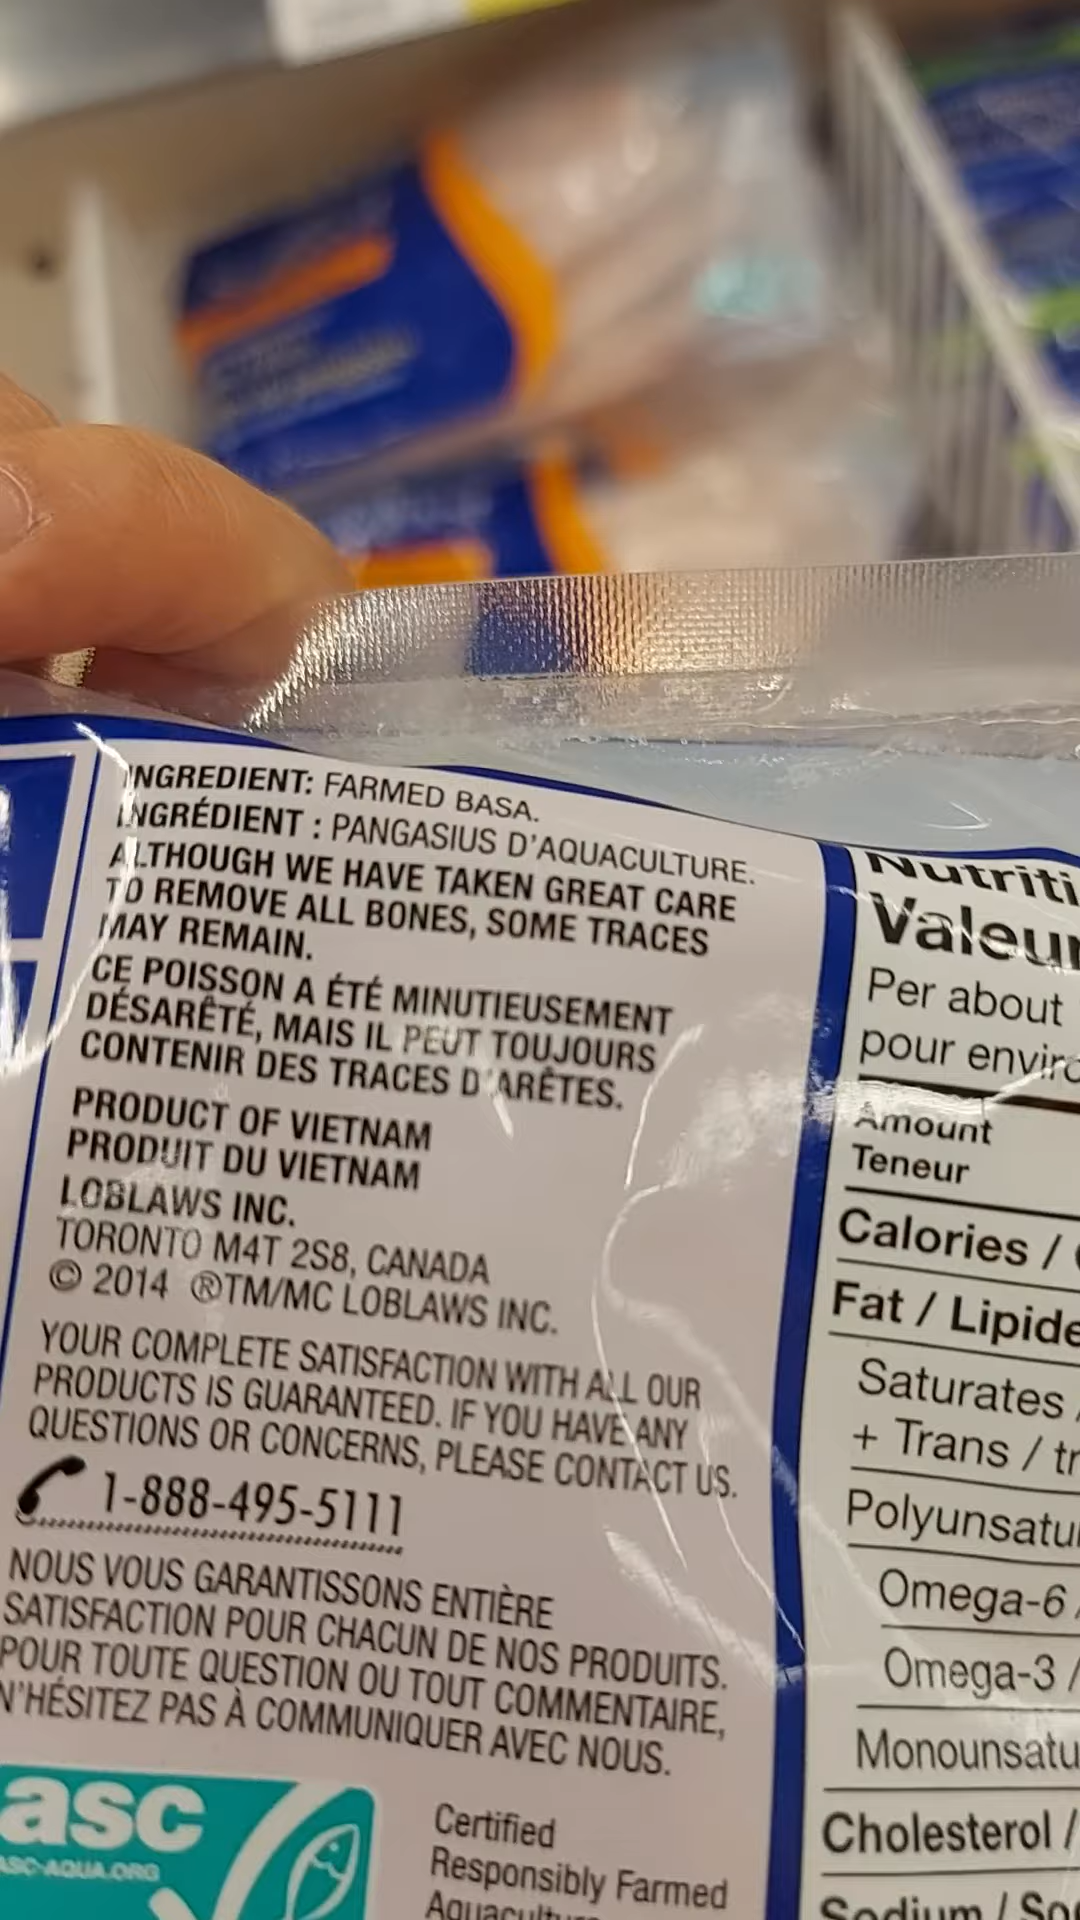 INGREDIENT: FARMED BASA.
INGRÉDIENT : PANGASIUS D'AQUACULTURE.
ALTHOUGH WE HAVE TAKEN GREAT CARE
TO REMOVE ALL BONES, SOME TRACES
MAY REMAIN.
CE POISSON A ÉTÉ MINUTIEUSEMENT
DÉSARÊTÉ, MAIS IL PEUT TOUJOURS
CONTENIR DES TRACES D'ARÊTES.
PRODUCT OF VIETNAM
PRODUIT DU VIETNAM
LOBLAWS INC.
TORONTO M4T 2S8, CANADA
© 2014 ®TM/MC LOBLAWS INC.
YOUR COMPLETE SATISFACTION WITH ALL OUR
PRODUCTS IS GUARANTEED. IF YOU HAVE ANY
QUESTIONS OR CONCERNS, PLEASE CONTACT US.
1-888-495-5111
NOUS VOUS GARANTISSONS ENTIÈRE
SATISFACTION POUR CHACUN DE NOS PRODUITS.
POUR TOUTE QUESTION OU TOUT COMMENTAIRE,
N'HÉSITEZ PAS À COMMUNIQUER AVEC NOUS.
asc
ASC-AQUA.ORG
Certified
Responsibly Farmed
Nutriti
Valeur
Per about
pour enviro
Amount
Teneur
Calories /
Fat / Lipide
Saturates /
+ Trans / tr
Polyunsatu
Omega-6 /
Omega-3 /
Monounsatu
Cholesterol /
Sodium / So